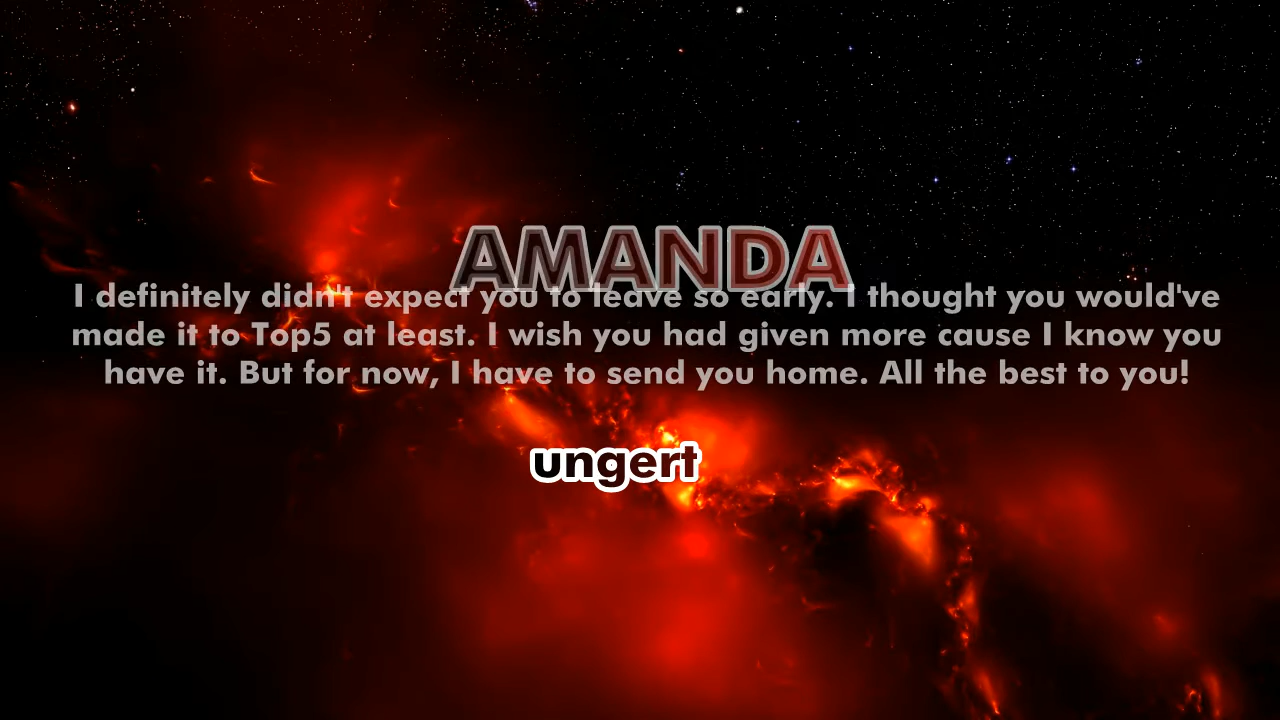 AMANDA
I definitely didn't expect you to leave so early. I thought you would've
made it to Top5 at least. I wish you had given more cause I know you
have it. But for now, I have to send you home. All the best to you!
ungert